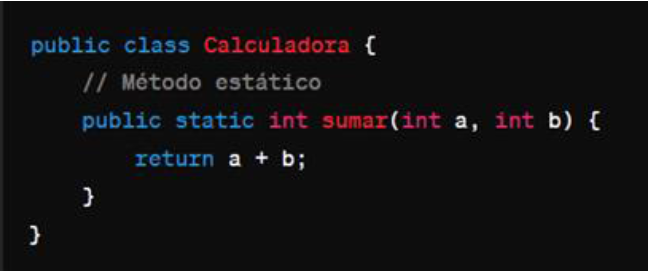 public class Calculadora {
// Método estático
public static int sumar(int a, int b) {
return a + b;
}
}